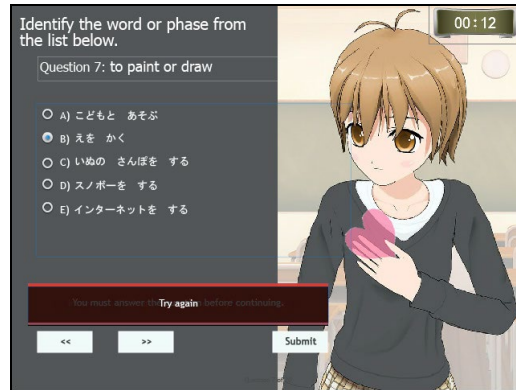 Identify the word or phase from
the list below.
00:12
Question 7: to paint or draw
A) こどもと　あそぶ
B) えを　かく
C) いぬの　さんぽを　する
D) スノボーを　する
E) インターネットを　する
You must answer the before continuing.
Try again
<<
>>
Submit